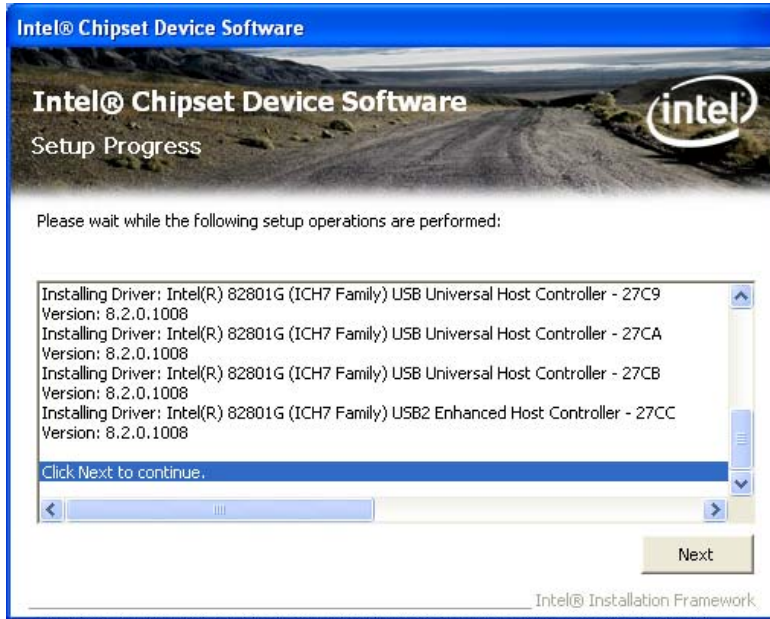 Intel® Chipset Device Software
Intel® Chipset Device Software
intel
Setup Progress
Please wait while the following setup operations are performed:
Installing Driver: Intel(R) 82801G (ICH7 Family) USB Universal Host Controller - 27C9
Version: 8.2.0.1008
Installing Driver: Intel(R) 82801G (ICH7 Family) USB Universal Host Controller - 27CA
Version: 8.2.0.1008
Installing Driver: Intel(R) 82801G (ICH7 Family) USB Universal Host Controller - 27CB
Version: 8.2.0.1008
Installing Driver: Intel(R) 82801G (ICH7 Family) USB2 Enhanced Host Controller - 27CC
Version: 8.2.0.1008
Click Next to continue.
Next
Intel® Installation Framework